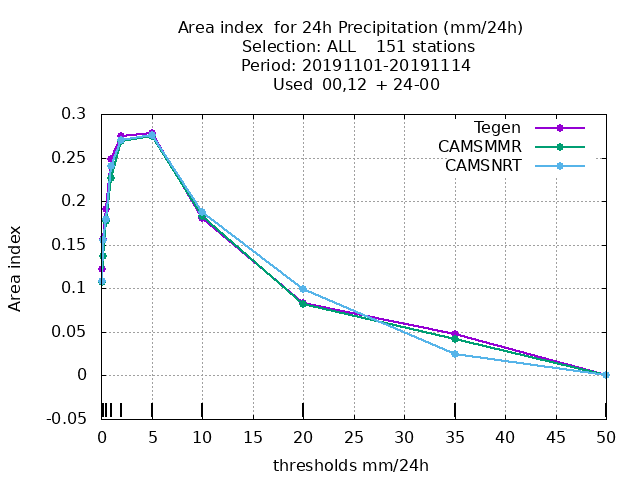 Area index  for 24h Precipitation (mm/24h)
Selection: ALL    151 stations
Period: 20191101-20191114
Used  00,12  + 24-00
Tegen
CAMSMMR
CAMSNRT
0.3
0.25
0.2
0.15
0.1
0.05
0
-0.05
Area index
0 5 10 15 20 25 30 35 40 45 50
thresholds mm/24h